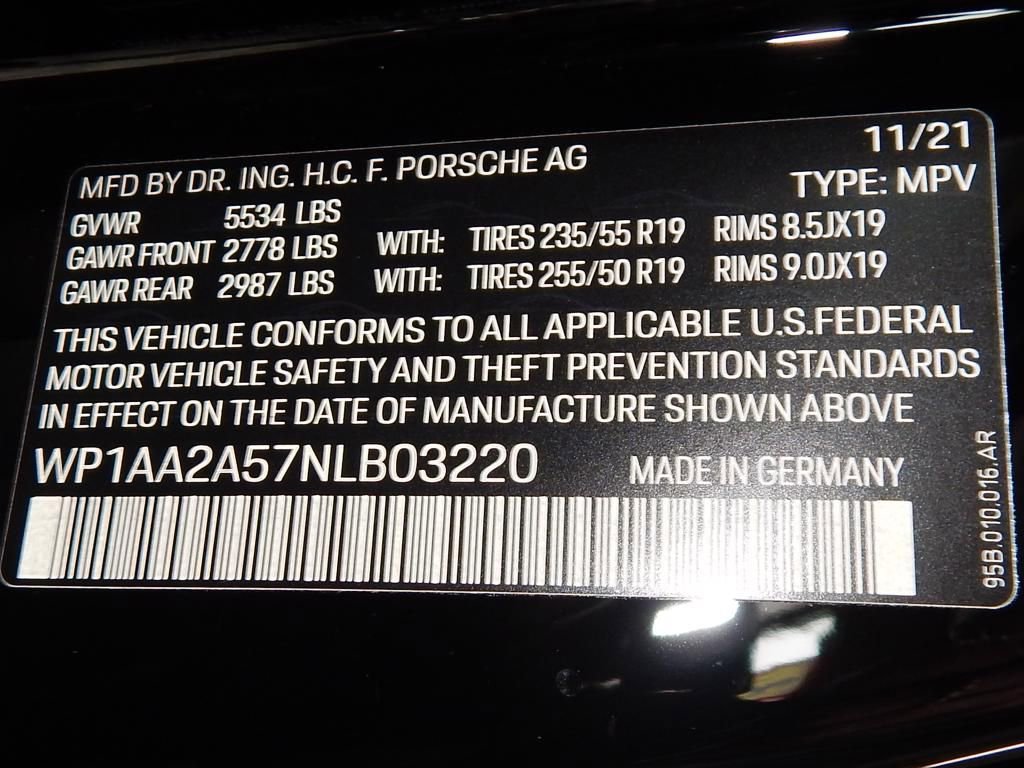 11/21
MFD BY DR. ING. H.C. F. PORSCHE AG
TYPE: MPV
GVWR 5534 LBS
GAWR FRONT 2778 LBS WITH: TIRES 235/55 R19 RIMS 8.5JX19
GAWR REAR 2987 LBS WITH: TIRES 255/50 R19 RIMS 9.0JX19
THIS VEHICLE CONFORMS TO ALL APPLICABLE U.S.FEDERAL
MOTOR VEHICLE SAFETY AND THEFT PREVENTION STANDARDS
IN EFFECT ON THE DATE OF MANUFACTURE SHOWN ABOVE
WP1AA2A57NLB03220 MADE IN GERMANY
95B.010.016.AR